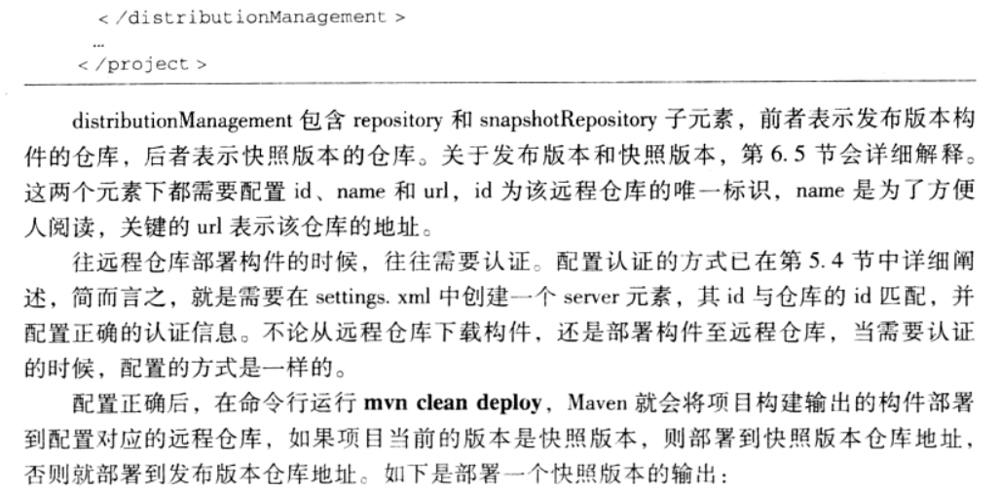 </distributionManagement>
…
</project>
distributionManagement 包含 repository 和 snapshotRepository 子元素，前者表示发布版本构
件的仓库，后者表示快照版本的仓库。关于发布版本和快照版本，第 6.5 节会详细解释。
这两个元素下都需要配置 id、name 和 url，id 为该远程仓库的唯一标识，name 是为了方便
人阅读，关键的 url 表示该仓库的地址。
往远程仓库部署构件的时候，往往需要认证。配置认证的方式已在第 5.4 节中详细阐
述，简而言之，就是需要在 settings.xml 中创建一个 server 元素，其 id 与仓库的 id 匹配，并
配置正确的认证信息。不论从远程仓库下载构件，还是部署构件至远程仓库，当需要认证
的时候，配置的方式是一样的。
配置正确后，在命令行运行 mvn clean deploy，Maven 就会将项目构建输出的构件部署
到配置对应的远程仓库，如果项目当前的版本是快照版本，则部署到快照版本仓库地址，
否则就部署到发布版本仓库地址。如下是部署一个快照版本的输出：